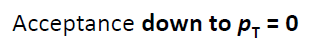 Acceptance down to pT = 0